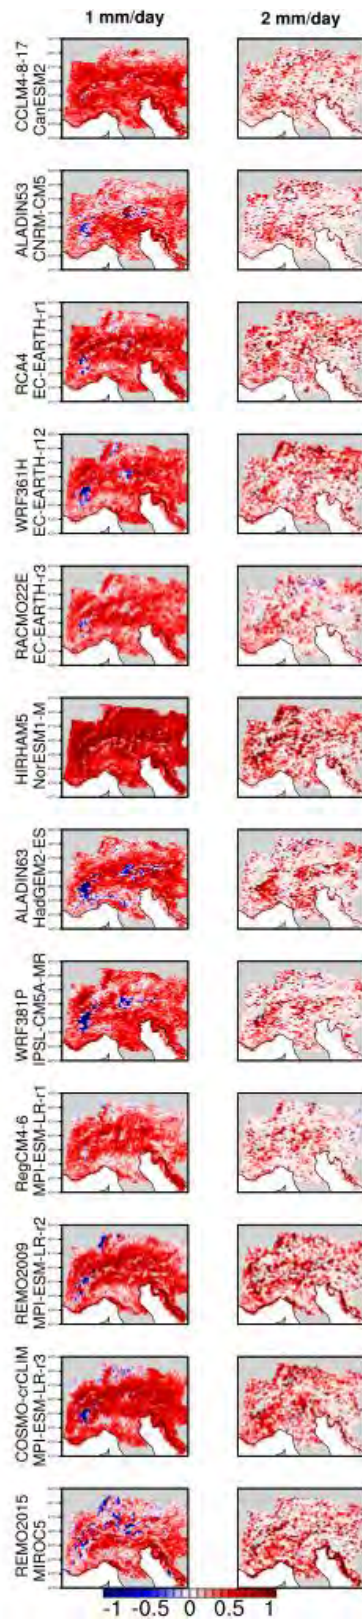 1 mm/day 2 mm/day
CCLM4-8-17
CanESM2
ALADIN53
CNRM-CM5
RCA4
EC-EARTH-r1
WRF361H
EC-EARTH-r12
RACMO22E
EC-EARTH-r3
HIRHAM5
NorESM1-M
ALADIN63
HadGEM2-ES
WRF381P
IPSL-CM5A-MR
RegCM4-6
MPI-ESM-LR-r1
REMO2009
MPI-ESM-LR-r2
COSMO-crCLIM
MPI-ESM-LR-r3
REMO2015
MIROC5
-1 -0.5 0 0.5 1